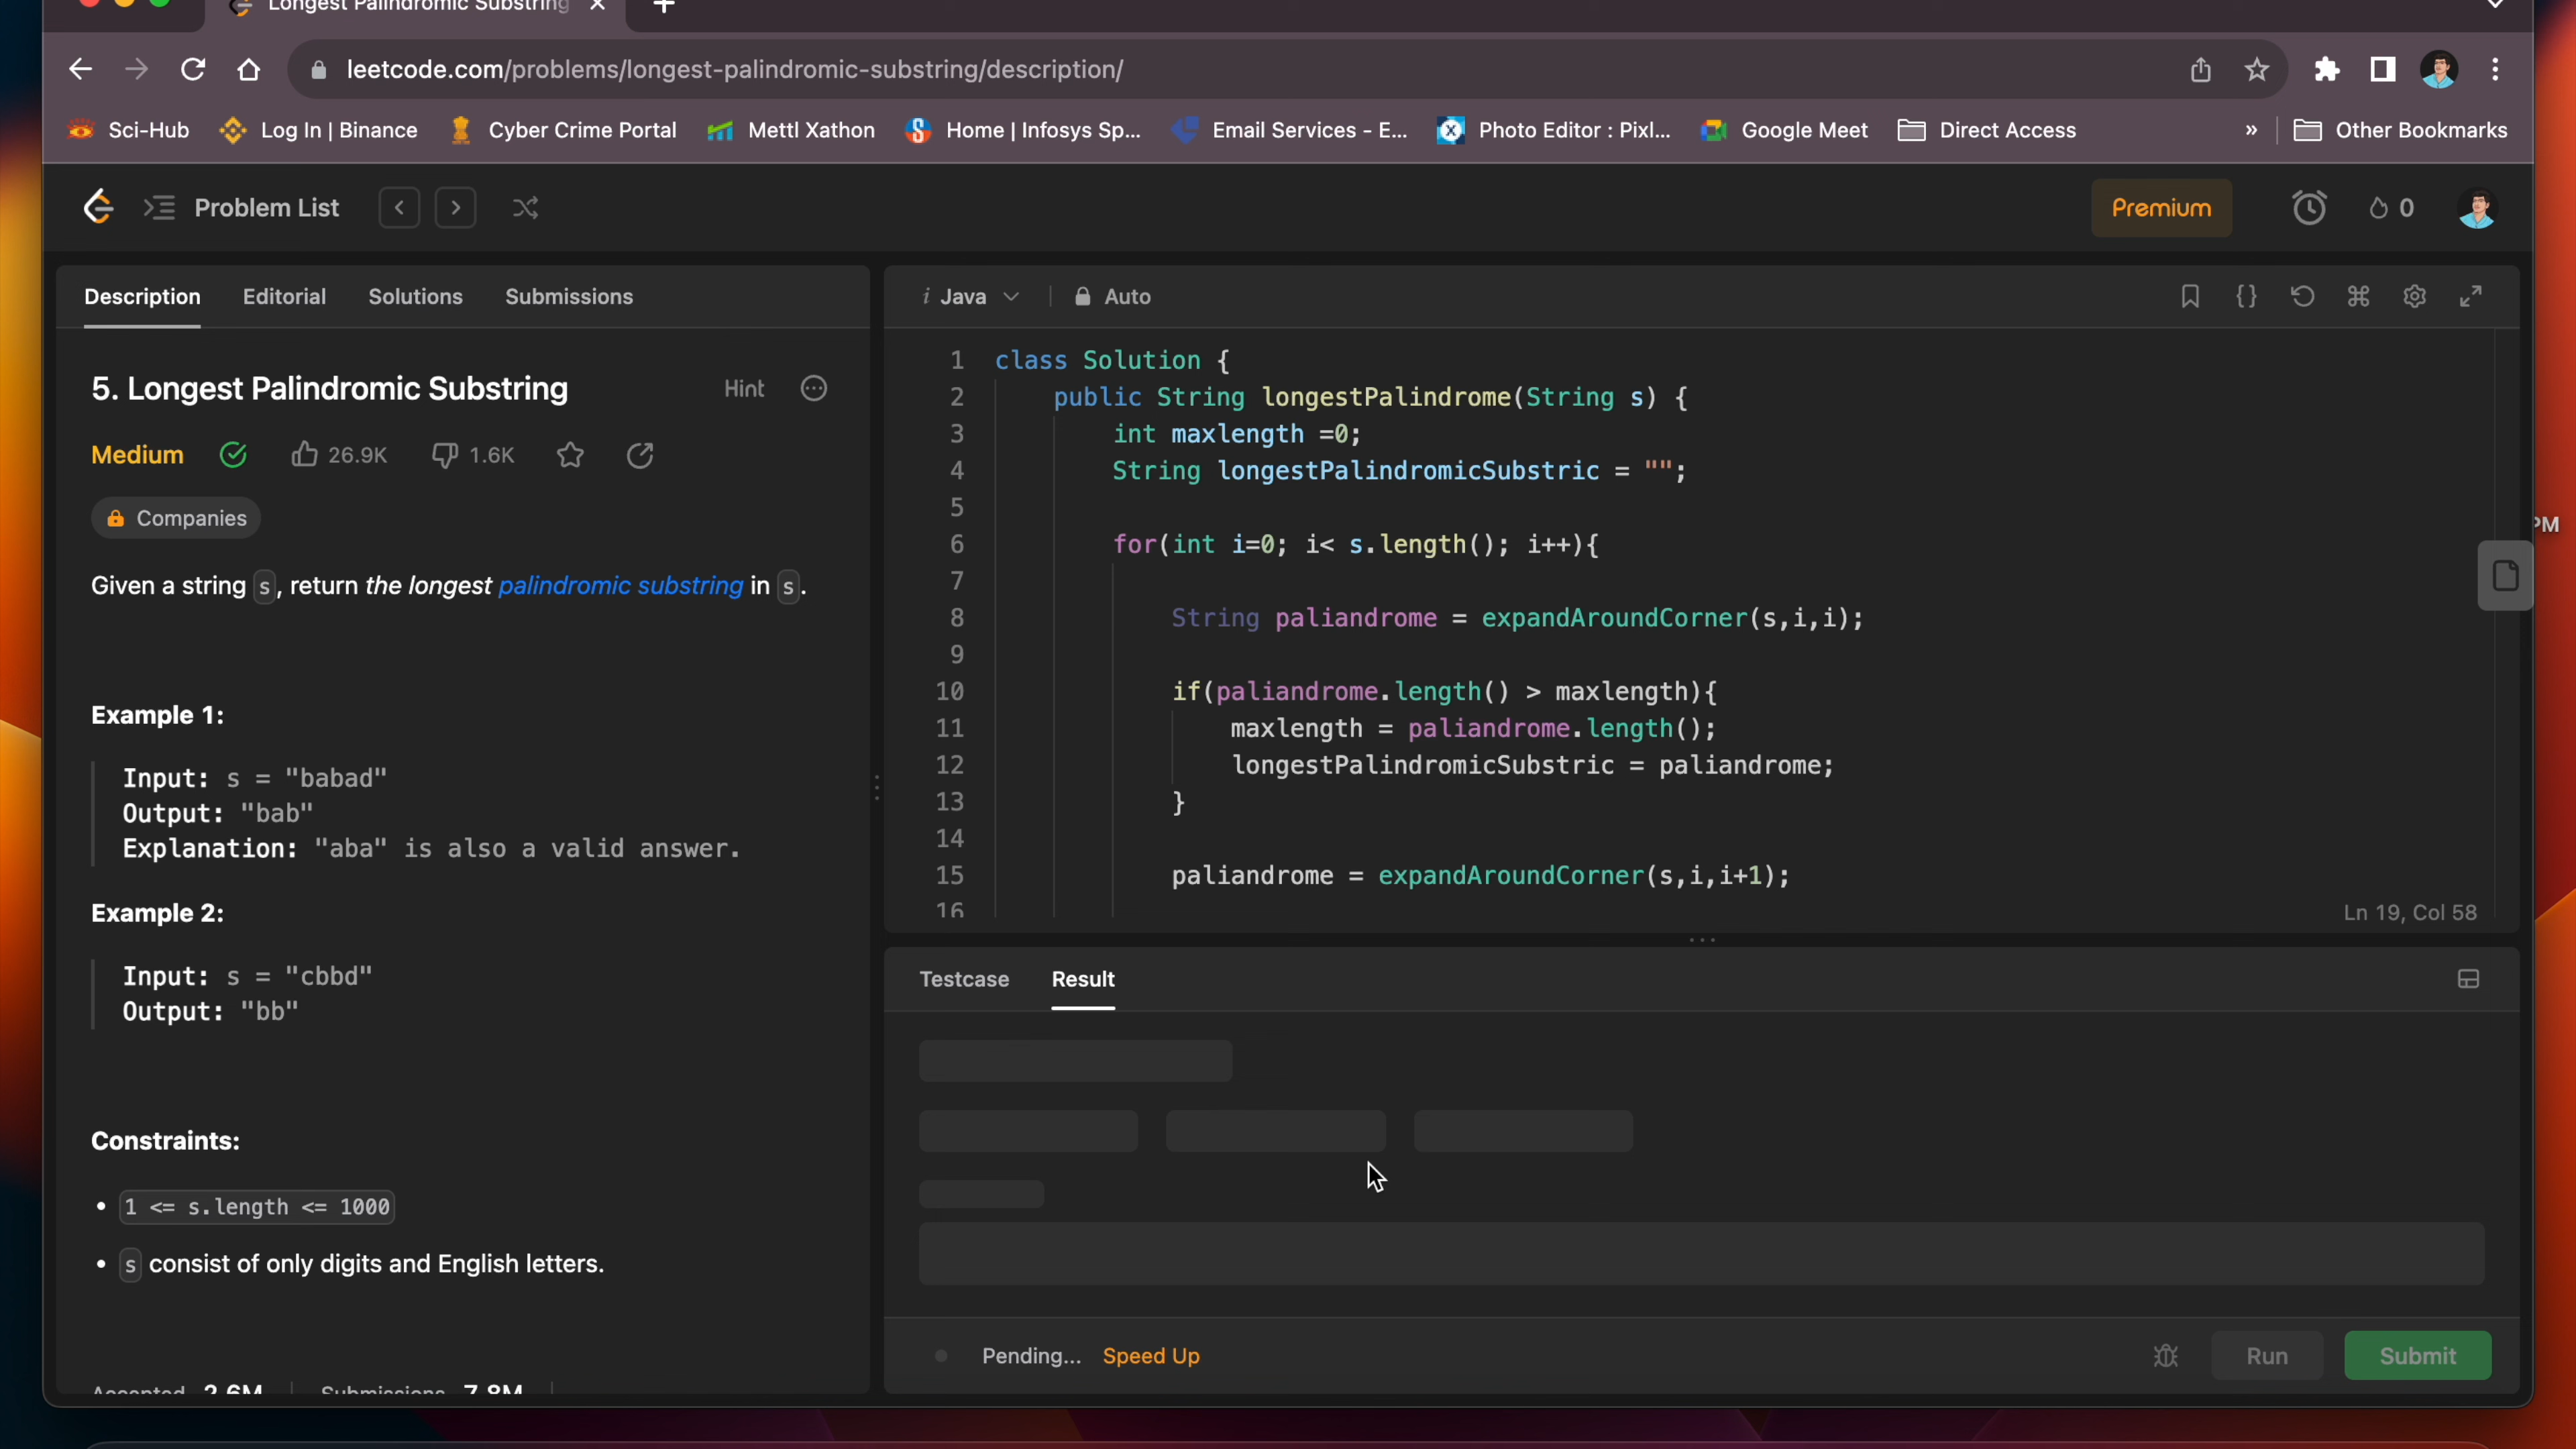 Longest Palindromic Substring
leetcode.com/problems/longest-palindromic-substring/description/
Sci-Hub
Log In | Binance
Cyber Crime Portal
Mettl Xathon
Home | Infosys Sp...
Email Services - E...
Photo Editor : Pixl...
Google Meet
Direct Access
»
Other Bookmarks
Problem List
Premium
0
Description
Editorial
Solutions
Submissions
5. Longest Palindromic Substring
Hint
Medium
26.9K
1.6K
Companies
Given a string s, return the longest palindromic substring in s.
Example 1:
Input: s = "babad"
Output: "bab"
Explanation: "aba" is also a valid answer.
Example 2:
Input: s = "cbbd"
Output: "bb"
Constraints:
• 1 <= s.length <= 1000
• s consist of only digits and English letters.
Accepted 2.6M
Submissions 7.8M
i Java
Auto
1 class Solution {
2 public String longestPalindrome(String s) {
3 int maxlength =0;
4 String longestPalindromicSubstric = "";
5
6 for(int i=0; i< s.length(); i++){
7
8 String paliandrome = expandAroundCorner(s,i,i);
9
10 if(paliandrome.length() > maxlength){
11 maxlength = paliandrome.length();
12 longestPalindromicSubstric = paliandrome;
13 }
14
15 paliandrome = expandAroundCorner(s,i,i+1);
16
Ln 19, Col 58
PM
Testcase
Result
Pending...
Speed Up
Run
Submit